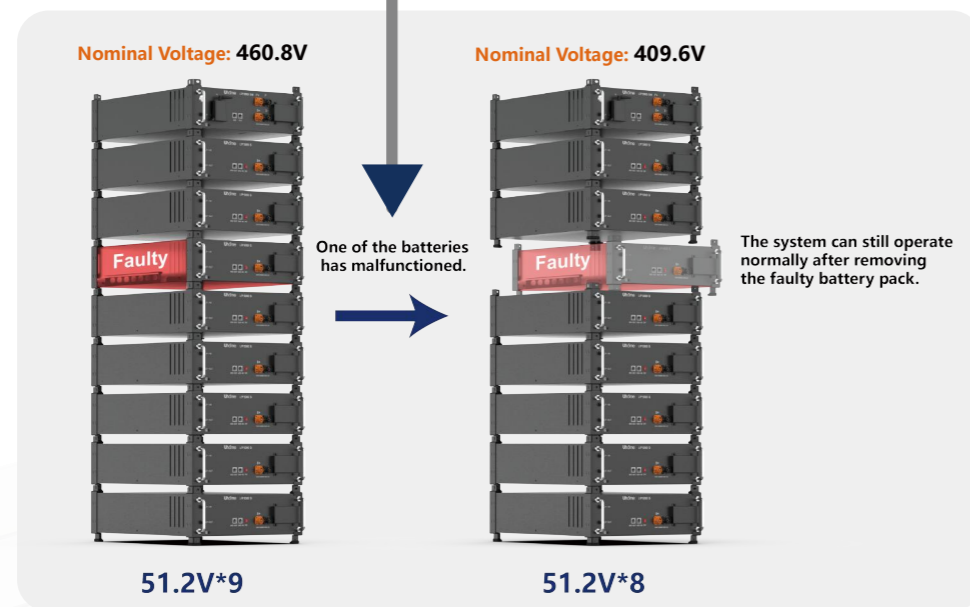 Nominal Voltage: 460.8V
Nominal Voltage: 409.6V
Faulty
One of the batteries
has malfunctioned.
Faulty
The system can still operate
normally after removing
the faulty battery pack.
51.2V*9
51.2V*8